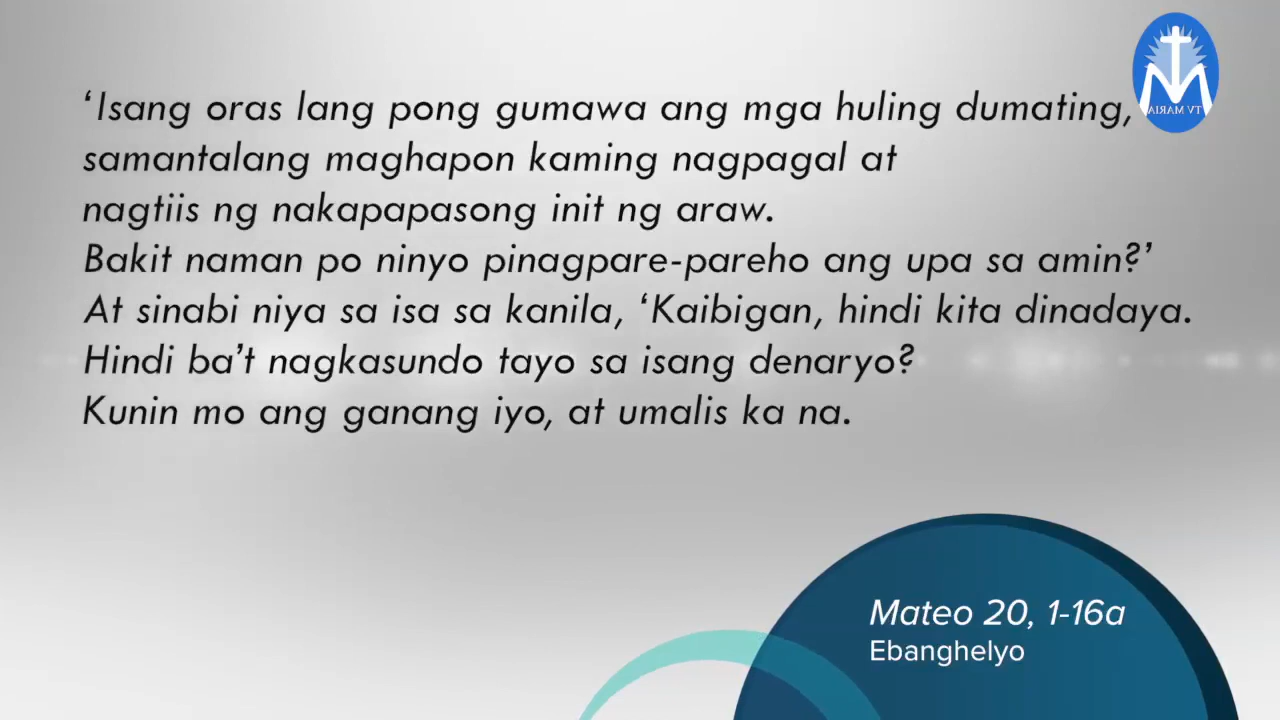 ‘Isang oras lang pong gumawa ang mga huling dumating,
samantalang maghapon kaming nagpagal at
nagtiis ng nakapapasong init ng araw.
Bakit naman po ninyo pinagpare-pareho ang upa sa amin?’
At sinabi niya sa isa sa kanila, ‘Kaibigan, hindi kita dinadaya.
Hindi ba’t nagkasundo tayo sa isang denaryo?
Kunin mo ang ganang iyo, at umalis ka na.
Mateo 20, 1-16a
Ebanghelyo
TV MARIA